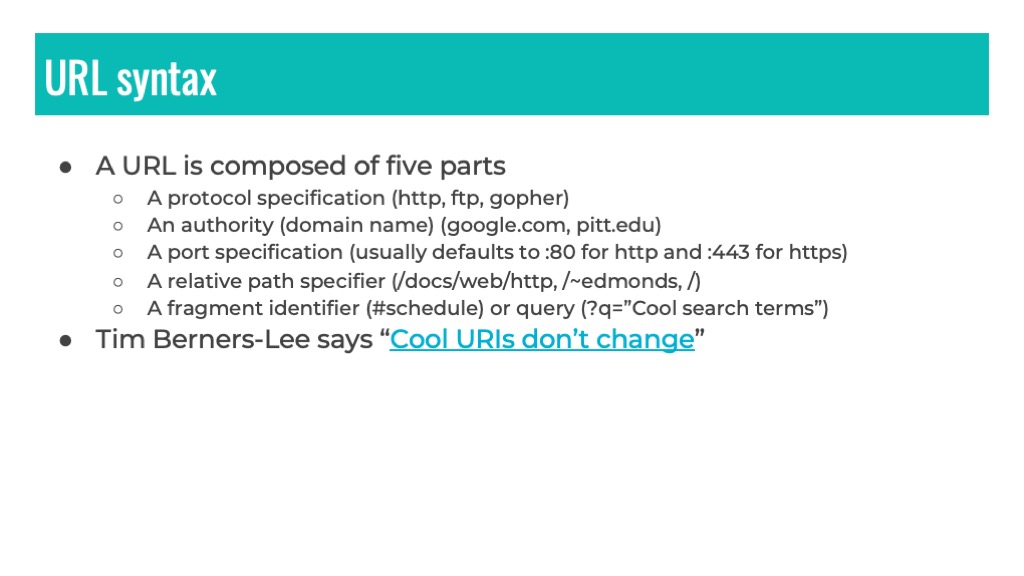 URL syntax
● A URL is composed of five parts
○ A protocol specification (http, ftp, gopher)
○ An authority (domain name) (google.com, pitt.edu)
○ A port specification (usually defaults to :80 for http and :443 for https)
○ A relative path specifier (/docs/web/http, /~edmonds, /)
○ A fragment identifier (#schedule) or query (?q=”Cool search terms”)
● Tim Berners-Lee says “Cool URIs don’t change”